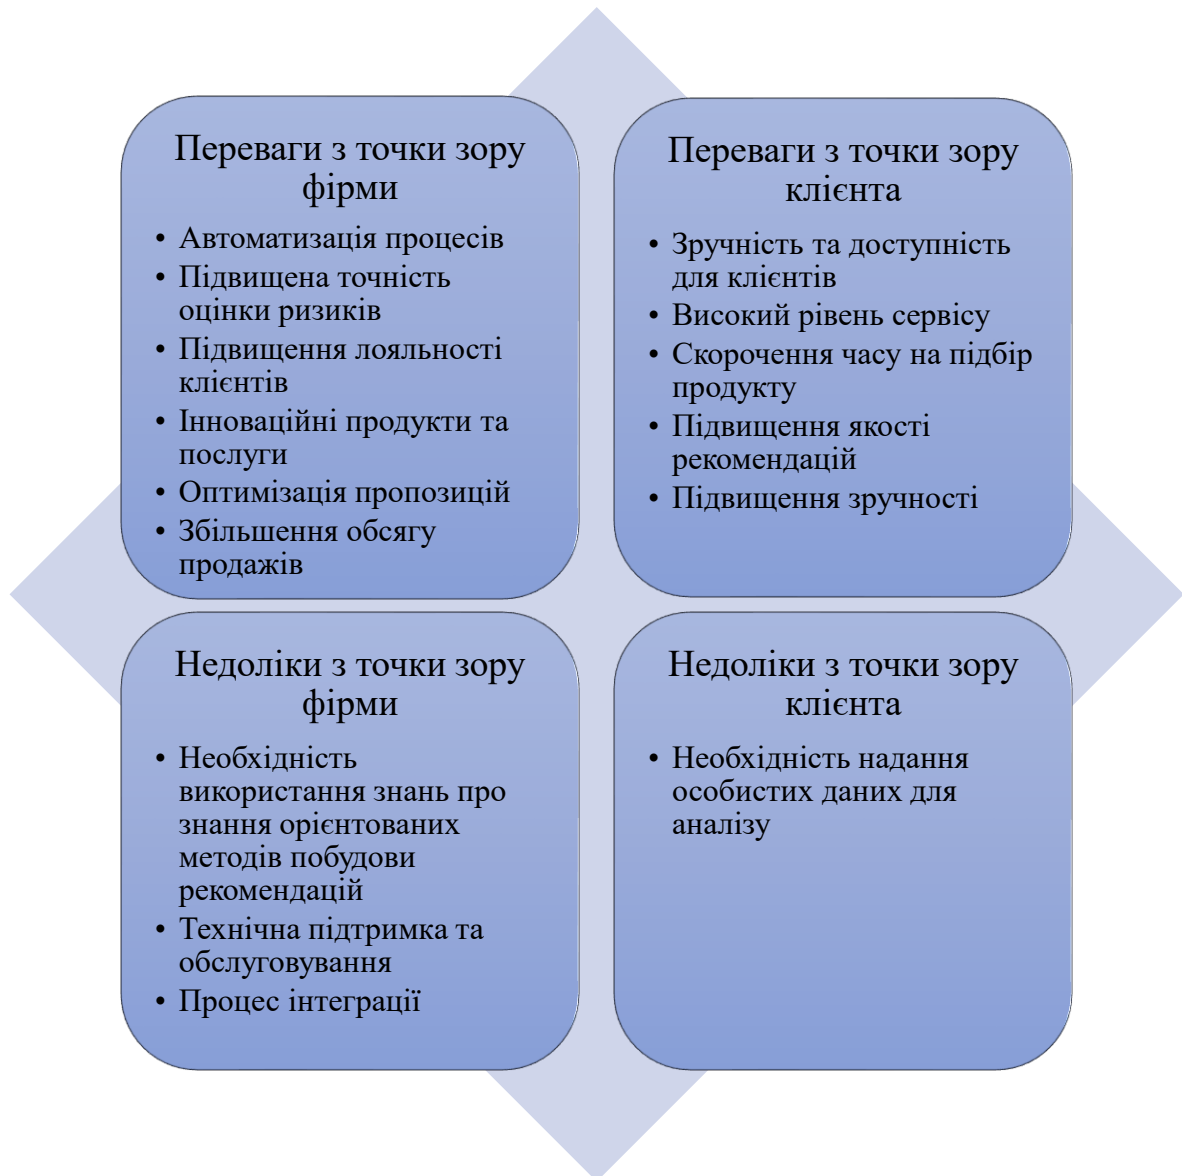 Переваги з точки зору
фірми
• Автоматизація процесів
• Підвищена точність
оцінки ризиків
• Підвищення лояльності
клієнтів
• Інноваційні продукти та
послуги
• Оптимізація пропозицій
• Збільшення обсягу
продажів
Переваги з точки зору
клієнта
• Зручність та доступність
для клієнтів
• Високий рівень сервісу
• Скорочення часу на підбір
продукту
• Підвищення якості
рекомендацій
• Підвищення зручності
Недоліки з точки зору
фірми
• Необхідність
використання знань про
знання орієнтованих
методів побудови
рекомендацій
• Технічна підтримка та
обслуговування
• Процес інтеграції
Недоліки з точки зору
клієнта
• Необхідність надання
особистих даних для
аналізу